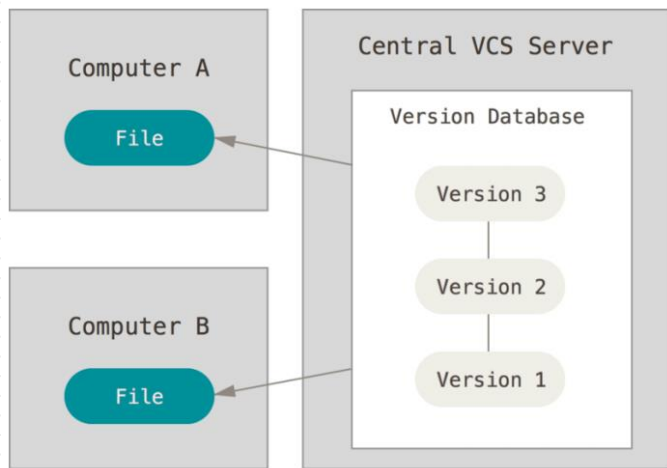 Computer A
File
Computer B
File
Central VCS Server
Version Database
Version 3
Version 2
Version 1